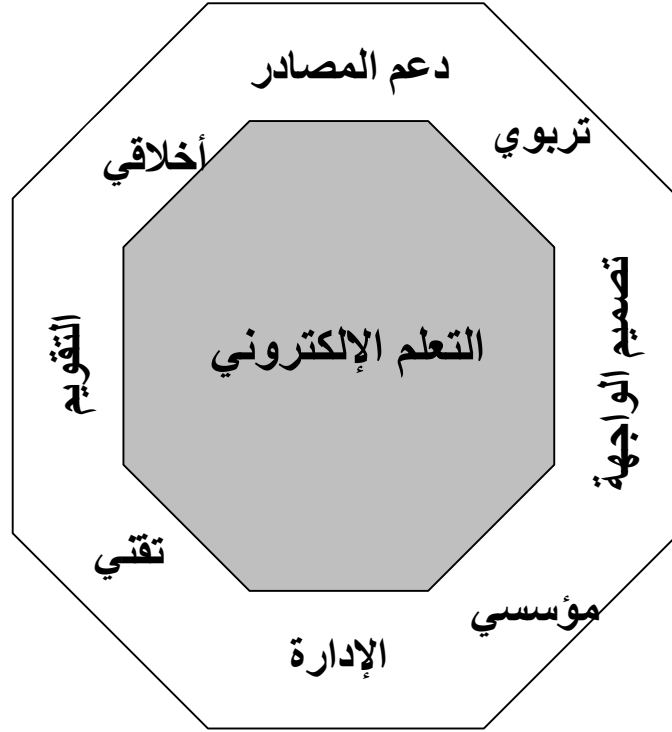 دعم المصادر
تربوي
أخلاقي
تصميم الواجهة
التعلم الإلكتروني
التقويم
تقني
مؤسسي
الإدارة